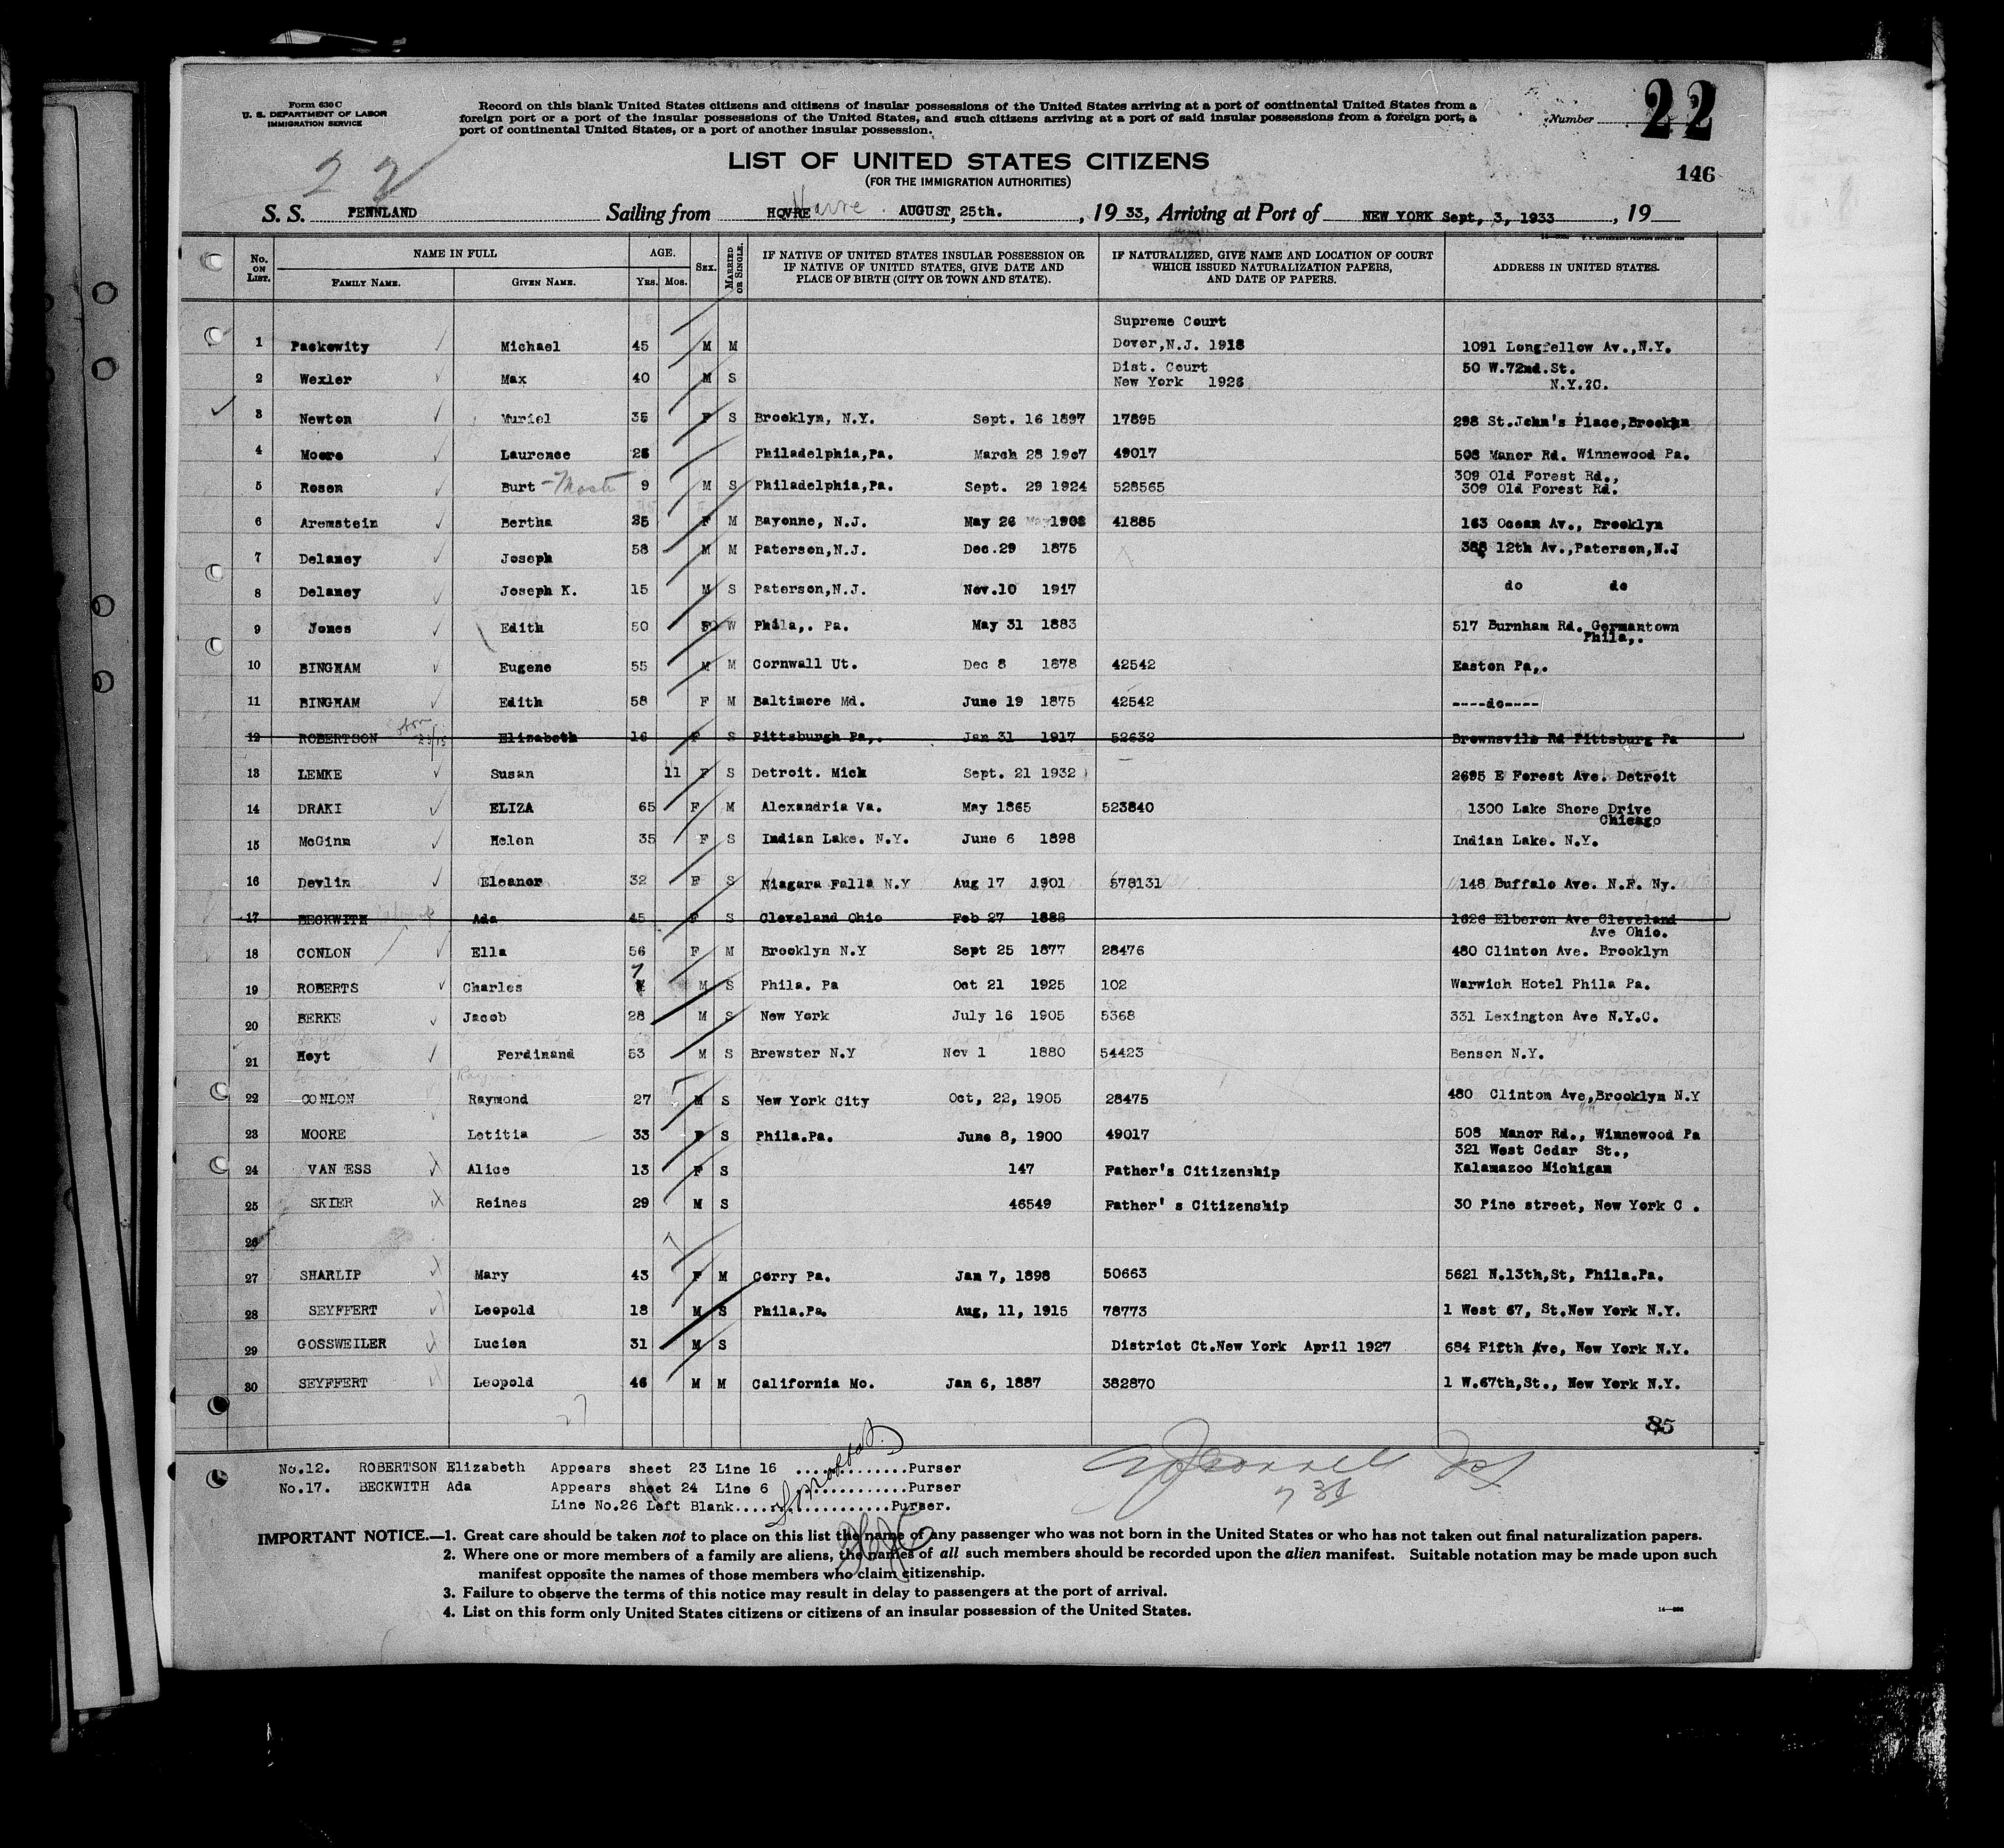 Form 630 C
U. S. DEPARTMENT OF LABOR
IMMIGRATION SERVICE
Record on this blank United States citizens and citizens of insular possessions of the United States arriving at a port of continental United States from a
foreign port or a port of the insular possessions of the United States, and such citizens arriving at a port of said insular possessions from a foreign port, a
port of continental United States, or a port of another insular possession.
Number 22
22
146
LIST OF UNITED STATES CITIZENS
(FOR THE IMMIGRATION AUTHORITIES)
S. S. PENNLAND Sailing from HOVRE Havre AUGUST, 25th. , 19 33, Arriving at Port of NEW YORK Sept, 3, 1933 , 19
No. ON LIST. NAME IN FULL FAMILY NAME. GIVEN NAME. AGE. YRS. MOS. SEX. MARRIED OR SINGLE. IF NATIVE OF UNITED STATES INSULAR POSSESSION OR IF NATIVE OF UNITED STATES, GIVE DATE AND PLACE OF BIRTH (CITY OR TOWN AND STATE). IF NATURALIZED, GIVE NAME AND LOCATION OF COURT WHICH ISSUED NATURALIZATION PAPERS, AND DATE OF PAPERS. ADDRESS IN UNITED STATES.
Supreme Court
1 Paskowity Michael 45 M M Dover,N.J. 1918 1091 Longfellow Av.,N.Y.
Dist. Court 50 W.72nd.St.
2 Wexler Max 40 M S New York 1926 N.Y.?C.
3 Newton Muriel 35 F S Brooklyn, N.Y. Sept. 16 1897 17895 298 St.John's Place,Brookln
4 Moore Laurence 26 Philadelphia,Pa. March 28 1907 49017 508 Manor Rd. Winnewood Pa.
309 Old Forest Rd.,
5 Rosen Burt 9 M S Philadelphia,Pa. Sept. 29 1924 528565 309 Old Forest Rd.
6 Aremstein Bertha 25 F M Bayonne, N.J. May 26 1908 41885 163 Ocean Av., Brooklyn
7 Delaney Joseph 58 M M Paterson,N.J. Dec.29 1875 388 12th Av.,Paterson,N.J
8 Delaney Joseph K. 15 M S Paterson,N.J. Nov.10 1917 do do
9 Jones Edith 50 F W Phila,. Pa. May 31 1883 517 Burnham Rd. Germantown
Phila,.
10 BINGHAM Eugene 55 M M Cornwall Ut. Dec 8 1878 42542 Easton Pa,.
11 BINGHAM Edith 58 F M Baltimore Md. June 19 1875 42542 ----do----
12 ROBERTSON Elizabeth 16 F S Pittsburgh Pa,. Jan 31 1917 52632 Brownsvile Rd Pittsburg Pa
13 LEMKE Susan 11 F S Detroit. Mich Sept. 21 1932 2695 E Forest Ave. Detroit
14 DRAKI ELIZA 65 F M Alexandria Va. May 1865 523840 1300 Lake Shore Drive
Chicago
15 McGinn Helen 35 F S Indian Lake. N.Y. June 6 1898 Indian Lake. N.Y.
16 Devlin Eleanor 32 F S Niagara Falls N.Y Aug 17 1901 578131 148 Buffalo Ave. N.F. Ny.
17 BECKWITH Ada 45 F S Cleveland Ohio Feb 27 1888 1626 Elberon Ave Cleveland
Ave Ohio.
18 CONLON Ella 56 F M Brooklyn N.Y Sept 25 1877 28476 480 Clinton Ave. Brooklyn
19 ROBERTS Charles 7 M S Phila. Pa Oct 21 1925 102 Warwich Hotel Phila Pa.
20 BERKE Jacob 28 M S New York July 16 1905 5368 331 Lexington Ave N.Y.C.
21 Hoyt Ferdinand 53 M S Brewster N.Y Nov 1 1880 54423 Benson N.Y.
22 CONLON Raymond 27 M S New York City Oct, 22, 1905 28475 480 Clinton Ave,Brooklyn N.Y
23 MOORE Letitia 33 F S Phila.Pa. June 8, 1900 49017 508 Manor Rd., Winnewood Pa
321 West Cedar St.,
24 VAN ESS Alice 13 F S 147 Father's Citizenship Kalamazoo Michigan
25 SKIER Reines 29 M S 46549 Father' s Citizenship 30 Pine street, New York C .
26
27 SHARLIP Mary 43 F M Corry Pa. Jan 7, 1898 50663 5621 N.13th,St, Phila.Pa.
28 SEYFFERT Leopold 18 M S Phila.Pa. Aug, 11, 1915 78773 1 West 67, St.New York N.Y.
29 GOSSWEILER Lucien 31 M S District Ct.New York April 1927 684 Fifth Ave, New York N.Y.
30 SEYFFERT Leopold 46 M M California Mo. Jan 6, 1887 382870 1 W.67th,St., New York N.Y.
27
85
No.12. ROBERTSON Elizabeth Appears sheet 23 Line 16 ..............Purser
No.17. BECKWITH Ada Appears sheet 24 Line 6 ..............Purser
Line No.26 Left Blank....................Purser.
IMPORTANT NOTICE.—1. Great care should be taken not to place on this list the name of any passenger who was not born in the United States or who has not taken out final naturalization papers.
2. Where one or more members of a family are aliens, the names of all such members should be recorded upon the alien manifest. Suitable notation may be made upon such
manifest opposite the names of those members who claim citizenship.
3. Failure to observe the terms of this notice may result in delay to passengers at the port of arrival.
4. List on this form only United States citizens or citizens of an insular possession of the United States.